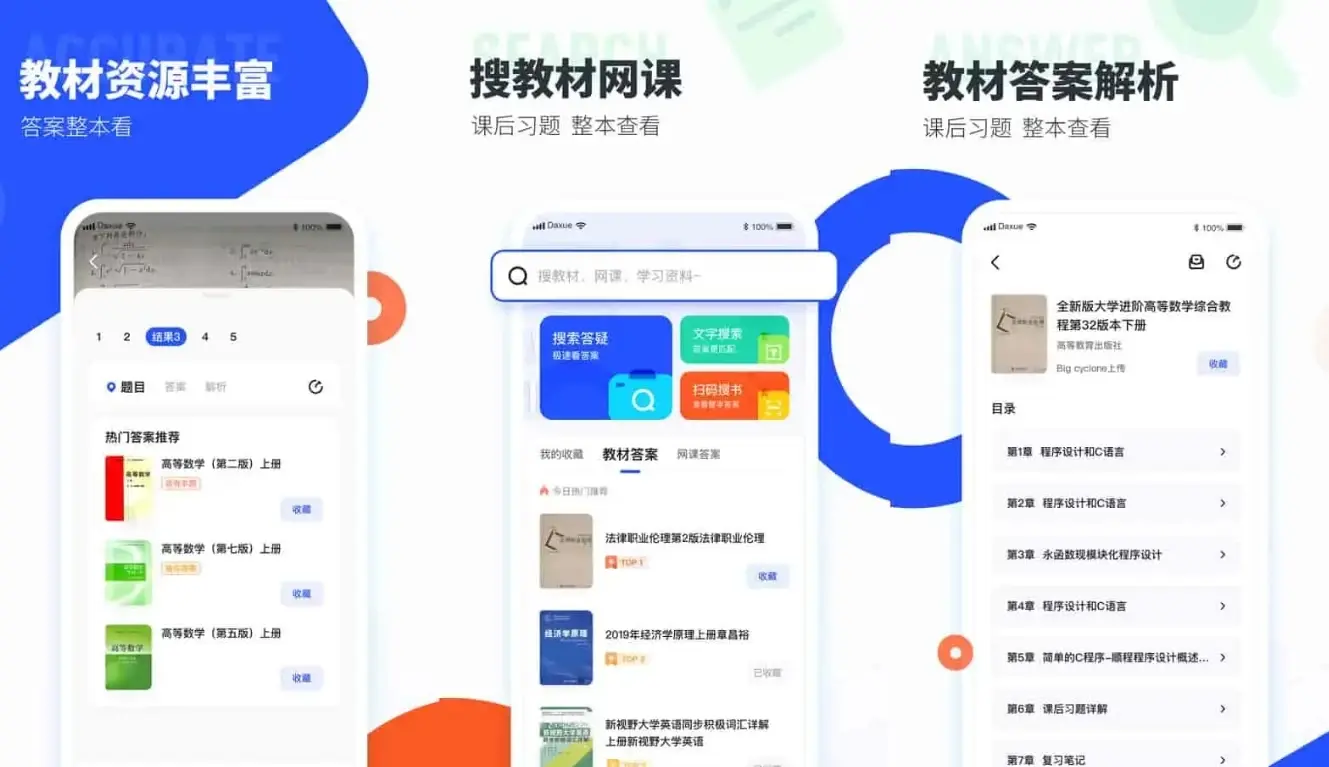 ACCURATE
教材资源丰富
答案整本看
Daxue
100%
1
2
结果3
4
5
题目
答案
解析
热门答案推荐
高等数学（第二版）上册
收藏
高等数学（第七版）上册
收藏
高等数学（第五版）上册
高等数学
收藏
SEARCH
搜教材网课
课后习题 整本查看
Daxue
100%
搜教材、网课、学习资料~
搜索答疑
极速看答案
文字搜索
扫码搜书
我的收藏
教材答案
网课答案
今日热门推荐
法律职业伦理第2版法律职业伦理
TOP 1
收藏
经济学原理
2019年经济学原理上册章昌裕
TOP 2
已收藏
新视野大学英语同步积极词汇详解
上册新视野大学英语
ANSWER
教材答案解析
课后习题 整本查看
Daxue
100%
全新版大学进阶高等数学综合教
程第32版本下册
高等教育出版社
Big cyclone上传
收藏
目录
第1章 程序设计和C语言
第2章 程序设计和C语言
第3章 永函数现模块化程序设计
第4章 程序设计和C语言
第5章 简单的C程序-顺程程序设计概述...
第6章 课后习题详解
第7章 复习笔记